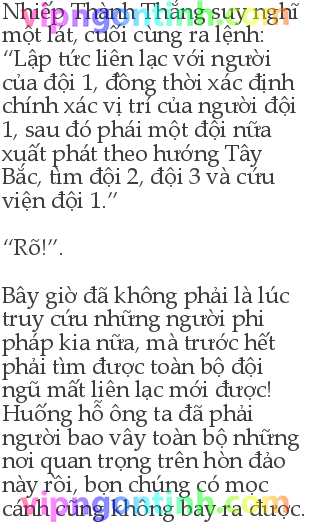 vipngontinh.com
Nhiếp Thành Thắng suy nghĩ
một lát, cuối cùng ra lệnh:
“Lập tức liên lạc với người
của đội 1, đồng thời xác định
chính xác vị trí của người đội
1, sau đó phái một đội nữa
xuất phát theo hướng Tây
Bắc, tìm đội 2, đội 3 và cứu
viện đội 1.”
“Rõ!”.
Bây giờ đã không phải là lúc
truy cứu những người phi
pháp kia nữa, mà trước hết
phải tìm được toàn bộ đội
ngũ mất liên lạc mới được!
Huống hỗ ông ta đã phải
người bao vây toàn bộ những
nơi quan trọng trên hòn đảo
này rồi, bọn chúng có mọc
cánh cũng không bay ra được.
vipngontinh.com